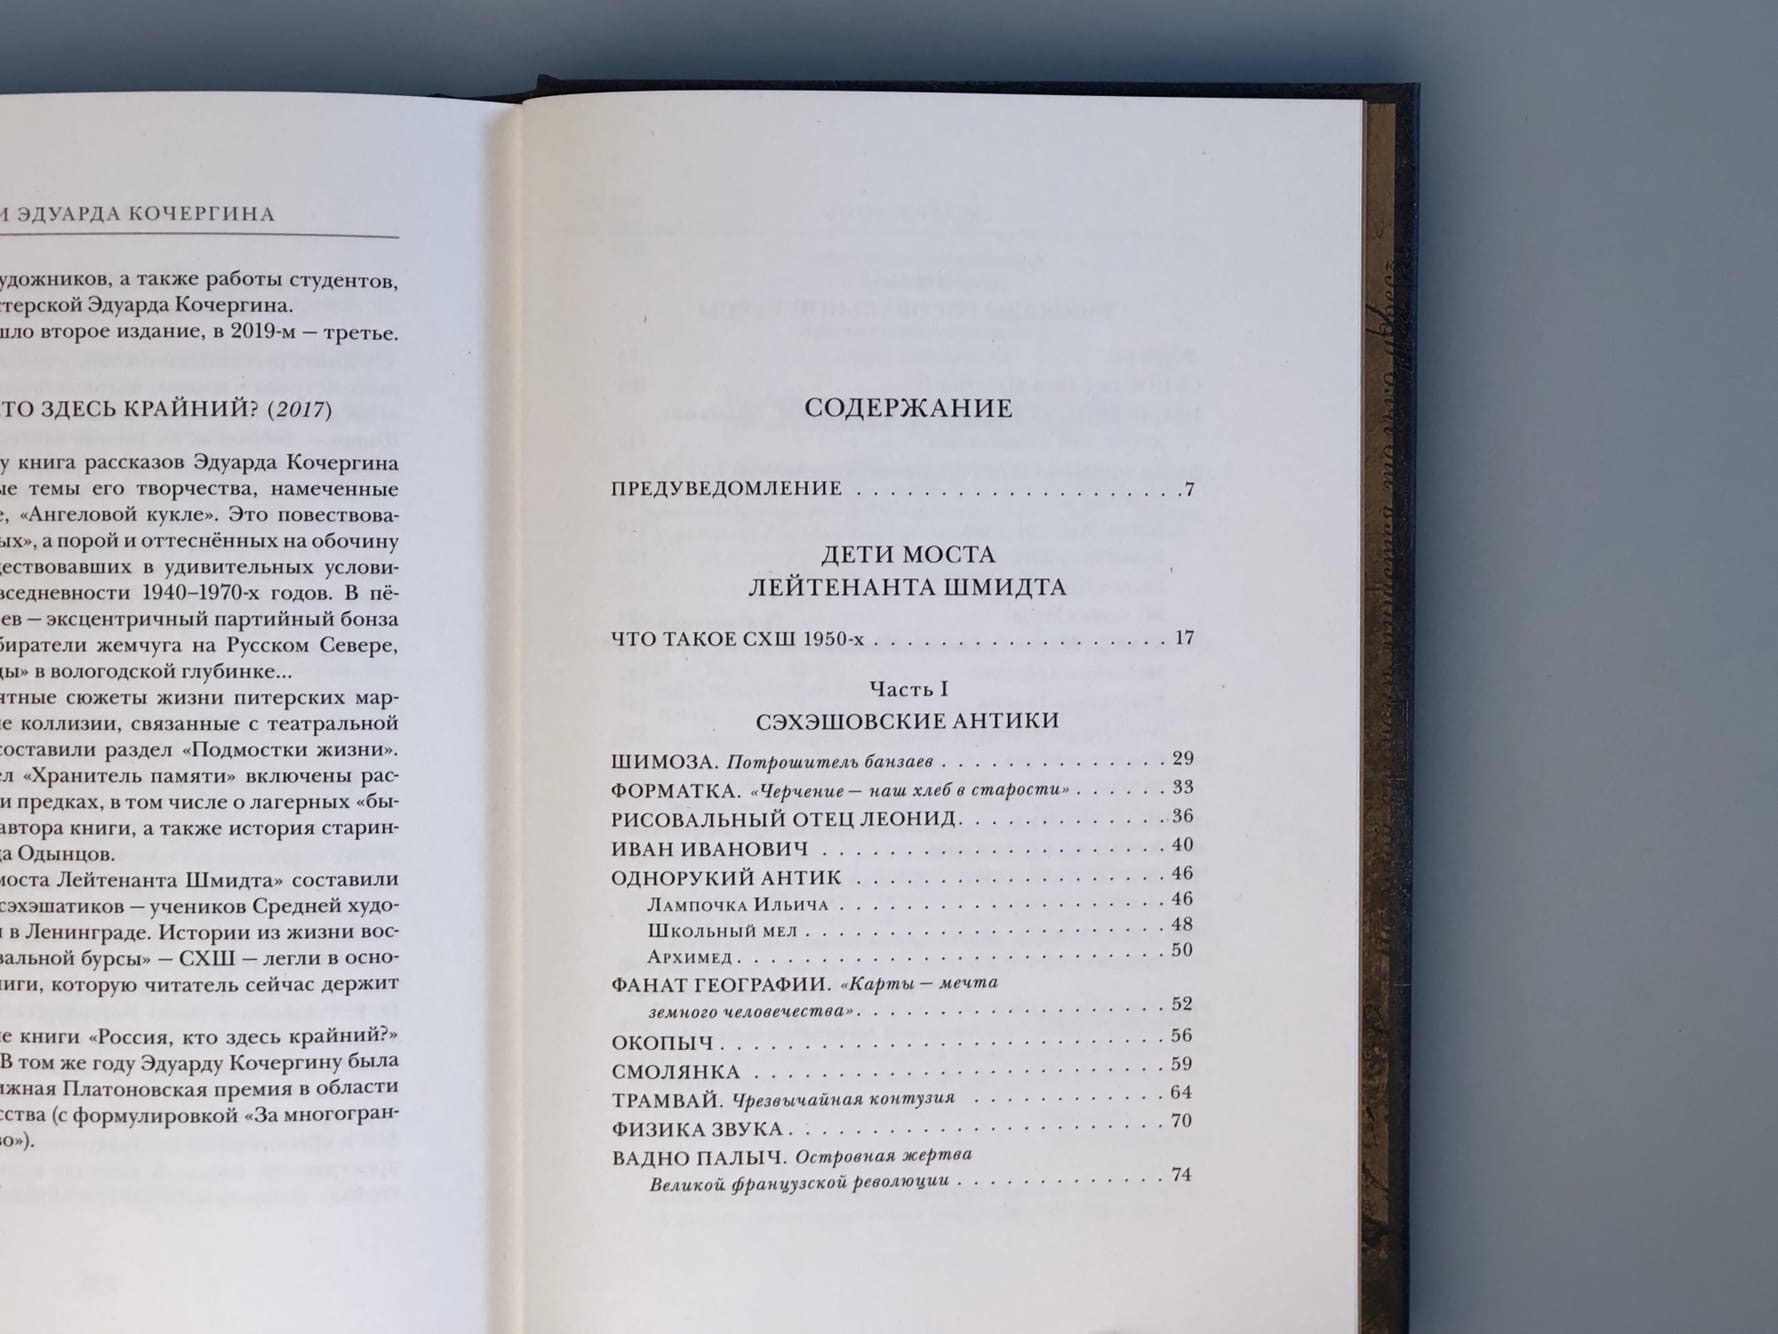 И ЭДУАРДА КОЧЕРГИНА
удожников, а также работы студентов,
стерской Эдуарда Кочергина.
шло второе издание, в 2019-м — третье.
ТО ЗДЕСЬ КРАЙНИЙ? (2017)
у книга рассказов Эдуарда Кочергина
ые темы его творчества, намеченные
е, «Ангеловой кукле». Это повествова-
ых», а порой и оттеснённых на обочину
ествовавших в удивительных услови-
вседневности 1940–1970-х годов. В пё-
ев — эксцентричный партийный бонза
биратели жемчуга на Русском Севере,
ды» в вологодской глубинке...
ятные сюжеты жизни питерских мар-
е коллизии, связанные с театральной
составили раздел «Подмостки жизни».
ел «Хранитель памяти» включены рас-
и предках, в том числе о лагерных «бы-
автора книги, а также история старин-
да Одынцов.
моста Лейтенанта Шмидта» составили
сэхэшатиков — учеников Средней худо-
и в Ленинграде. Истории из жизни вос-
вальной бурсы» — СХШ — легли в осно-
ниги, которую читатель сейчас держит
е книги «Россия, кто здесь крайний?»
В том же году Эдуарду Кочергину была
ижная Платоновская премия в области
сства (с формулировкой «За многогран-
во»).
СОДЕРЖАНИЕ
ПРЕДУВЕДОМЛЕНИЕ . . . . . . . . . . . . . . . . . . . . . . . 7
ДЕТИ МОСТА
ЛЕЙТЕНАНТА ШМИДТА
ЧТО ТАКОЕ СХШ 1950-х . . . . . . . . . . . . . . . . . . . . . 17
Часть I
СЭХЭШОВСКИЕ АНТИКИ
ШИМОЗА. Потрошитель банзаев . . . . . . . . . . . . . . . . . 29
ФОРМАТКА. «Черчение — наш хлеб в старости» . . . . . . . 33
РИСОВАЛЬНЫЙ ОТЕЦ ЛЕОНИД. . . . . . . . . . . . . . . . 36
ИВАН ИВАНОВИЧ . . . . . . . . . . . . . . . . . . . . . . . . . 40
ОДНОРУКИЙ АНТИК . . . . . . . . . . . . . . . . . . . . . . . 46
Лампочка Ильича . . . . . . . . . . . . . . . . . . . . . . . . 46
Школьный мел . . . . . . . . . . . . . . . . . . . . . . . . . . 48
Архимед . . . . . . . . . . . . . . . . . . . . . . . . . . . . . . . 50
ФАНАТ ГЕОГРАФИИ. «Карты — мечта
земного человечества» . . . . . . . . . . . . . . . . . . . . . . . 52
ОКОПЫЧ . . . . . . . . . . . . . . . . . . . . . . . . . . . . . . . . 56
СМОЛЯНКА . . . . . . . . . . . . . . . . . . . . . . . . . . . . . . 59
ТРАМВАЙ. Чрезвычайная контузия . . . . . . . . . . . . . . . 64
ФИЗИКА ЗВУКА . . . . . . . . . . . . . . . . . . . . . . . . . . . 70
ВАДНО ПАЛЫЧ. Островная жертва
Великой французской революции . . . . . . . . . . . . . . . . 74